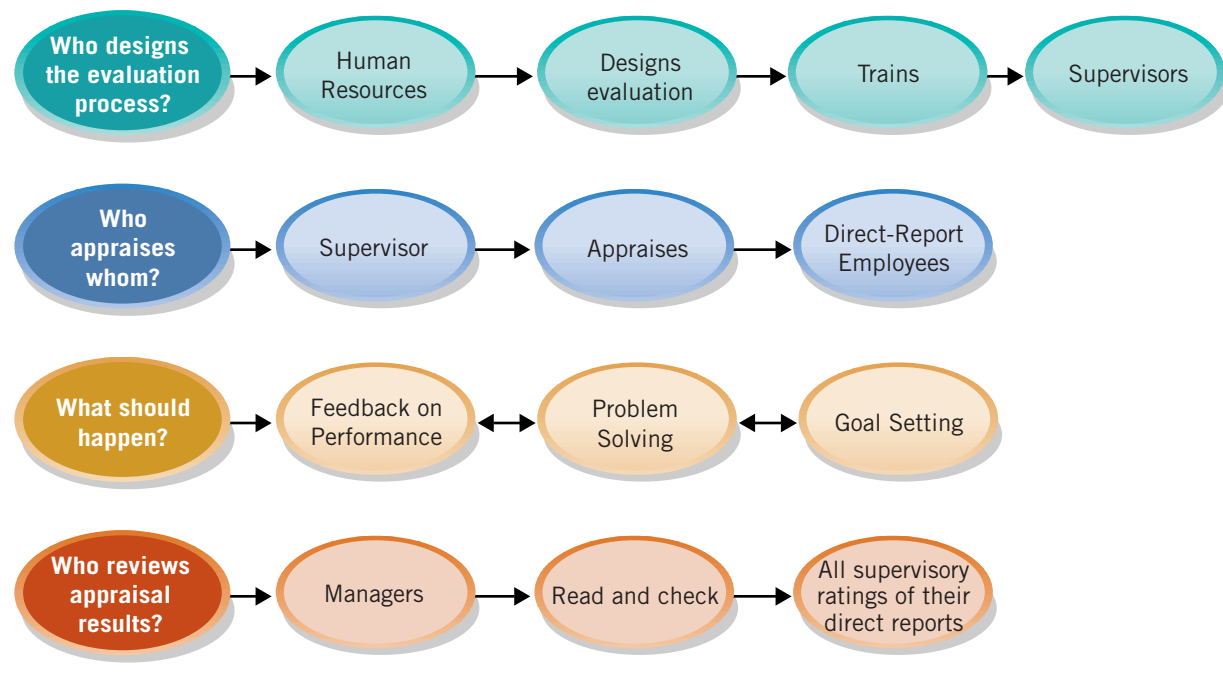 Who designs
the evaluation
process?
Human
Resources
Designs
evaluation
Trains
Supervisors
Who
appraises
whom?
Supervisor
Appraises
Direct-Report
Employees
What should
happen?
Feedback on
Performance
Problem
Solving
Goal Setting
Who reviews
appraisal
results?
Managers
Read and check
All supervisory
ratings of their
direct reports